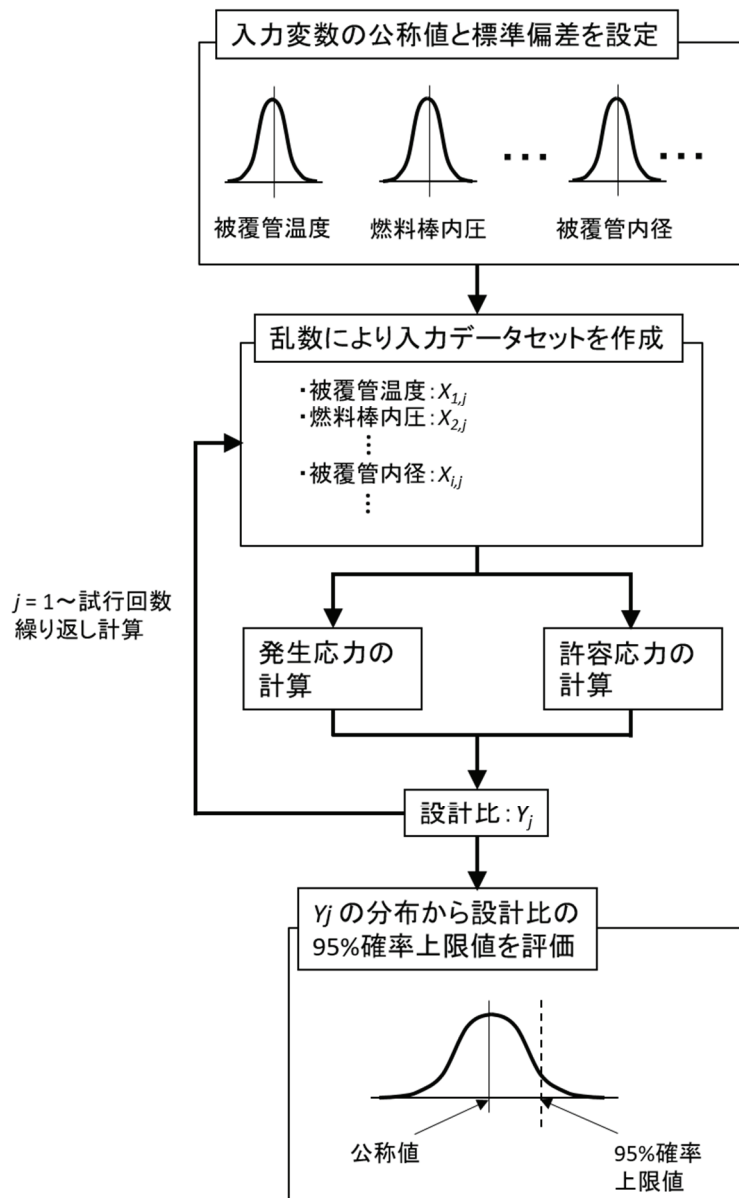 入力変数の公称値と標準偏差を設定
・・・
・・・
被覆管温度
燃料棒内圧
被覆管内径
乱数により入力データセットを作成
・被覆管温度：X1,j
・燃料棒内圧：X2,j
⋮
・被覆管内径：Xi,j
⋮
j = 1～試行回数
繰り返し計算
発生応力の
計算
許容応力の
計算
設計比：Yj
Yj の分布から設計比の
95%確率上限値を評価
公称値
95%確率
上限値